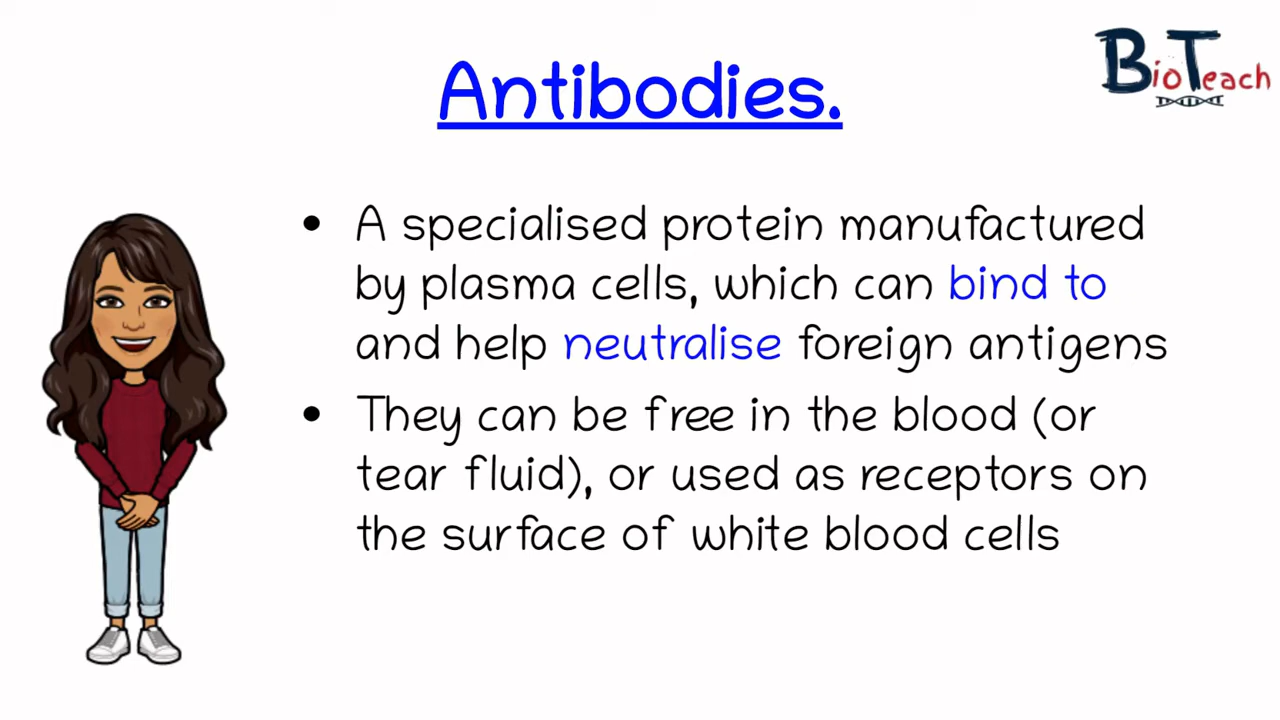 BioTeach
Antibodies.
• A specialised protein manufactured
by plasma cells, which can bind to
and help neutralise foreign antigens
• They can be free in the blood (or
tear fluid), or used as receptors on
the surface of white blood cells